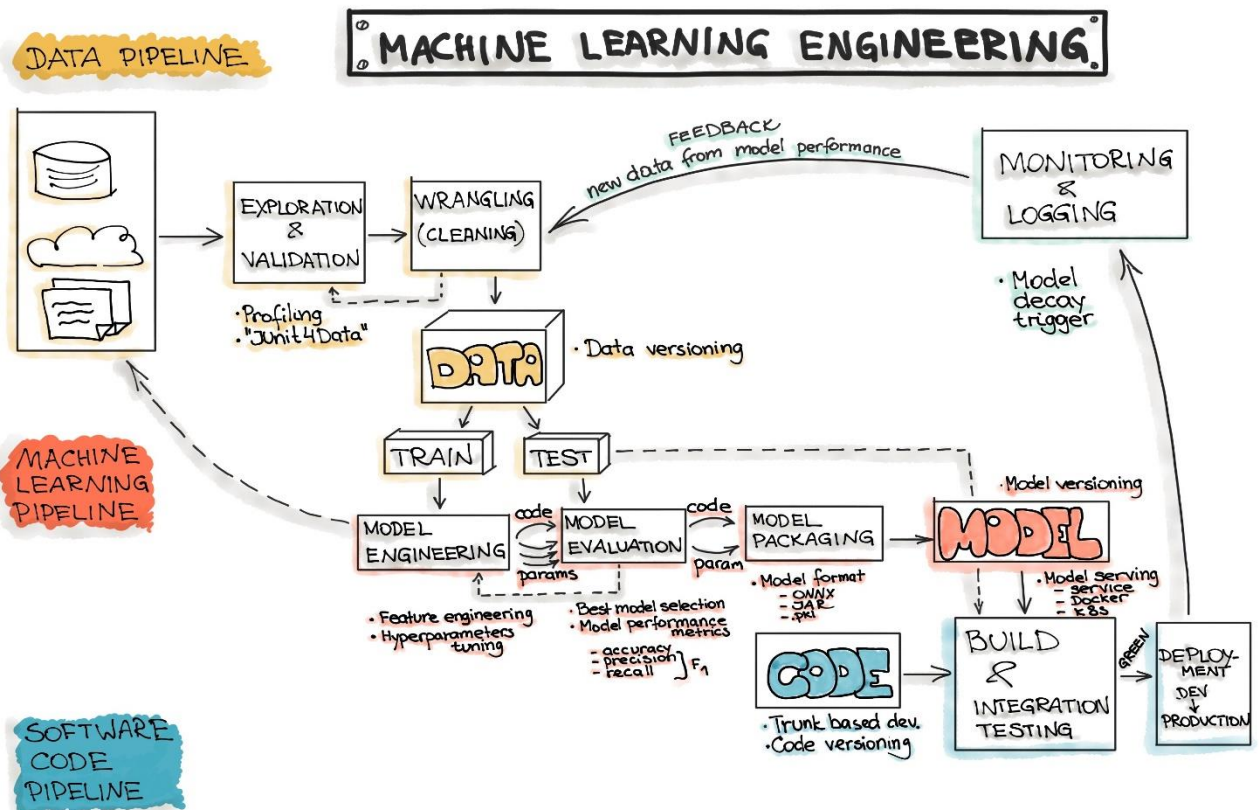 DATA PIPELINE
MACHINE LEARNING ENGINEERING
EXPLORATION
&
VALIDATION
WRANGLING
(CLEANING)
FEEDBACK
new data from model performance
MONITORING
&
LOGGING
· Profiling
· "JUnit4Data"
· Model
decay
trigger
DATA
· Data versioning
TRAIN
TEST
MACHINE
LEARNING
PIPELINE
MODEL
ENGINEERING
code
params
MODEL
EVALUATION
code
param
MODEL
PACKAGING
· Model versioning
MODEL
· Feature engineering
· Hyperparameters
tuning
· Best model selection
· Model performance
metrics
- accuracy
- precision
- recall
F1
· Model format
- ONNX
- JAR
- .pkl
· Model serving
- service
- Docker
- K8S
CODE
· Trunk based dev.
· Code versioning
BUILD
&
INTEGRATION
TESTING
GREEN
DEPLOY-
MENT
DEV
PRODUCTION
SOFTWARE
CODE
PIPELINE